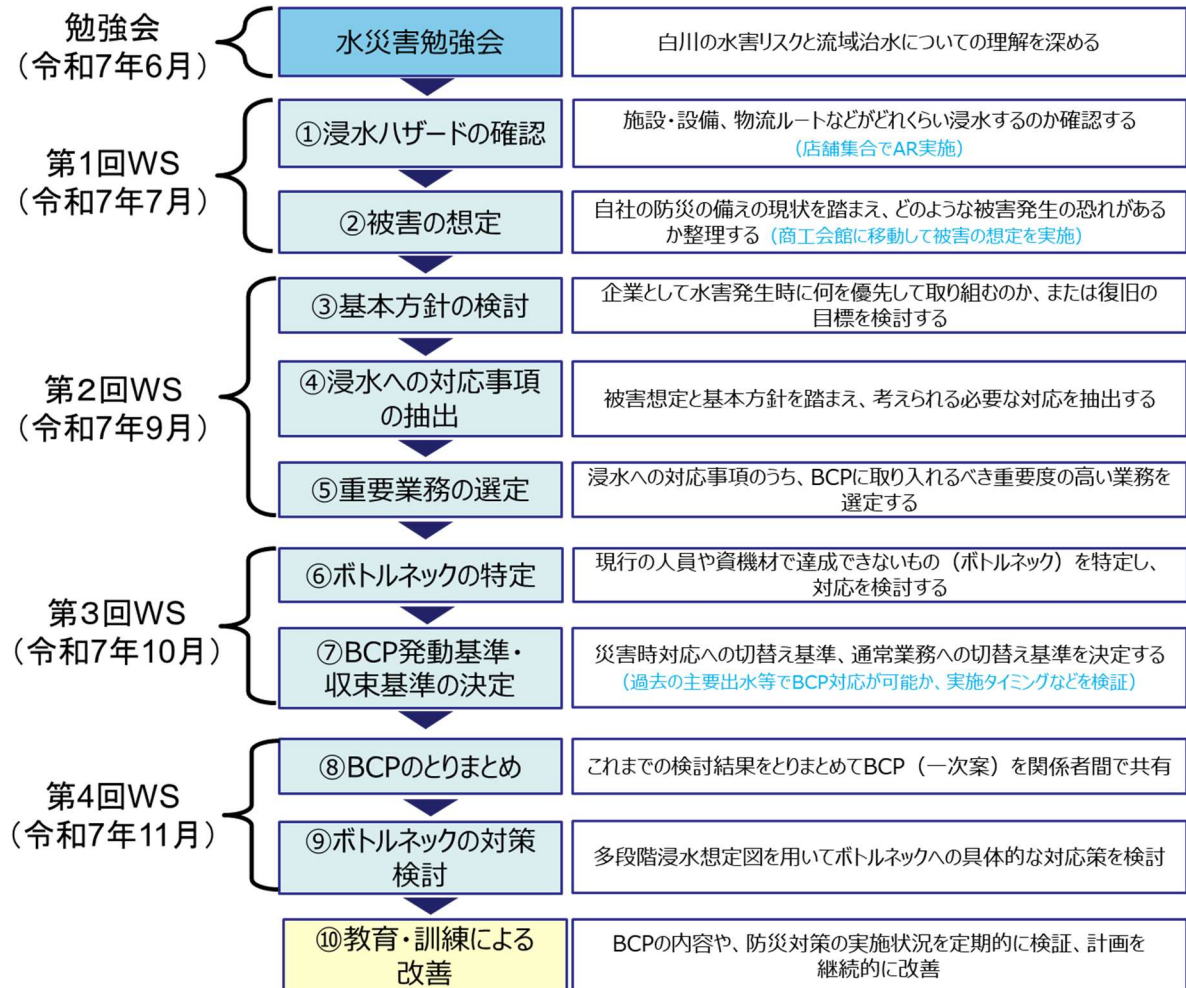 勉強会
(令和7年6月)
水災害勉強会
白川の水害リスクと流域治水についての理解を深める
第1回WS
(令和7年7月)
①浸水ハザードの確認
施設・設備、物流ルートなどがどれくらい浸水するのか確認する
(店舗集合でAR実施)
②被害の想定
自社の防災の備えの現状を踏まえ、どのような被害発生の恐れがある
か整理する(商工会館に移動して被害の想定を実施)
第2回WS
(令和7年9月)
③基本方針の検討
企業として水害発生時に何を優先して取り組むのか、または復旧の
目標を検討する
④浸水への対応事項
の抽出
被害想定と基本方針を踏まえ、考えられる必要な対応を抽出する
⑤重要業務の選定
浸水への対応事項のうち、BCPに取り入れるべき重要度の高い業務を
選定する
第3回WS
(令和7年10月)
⑥ボトルネックの特定
現行の人員や資機材で達成できないもの(ボトルネック)を特定し、
対応を検討する
⑦BCP発動基準・
収束基準の決定
災害時対応への切替え基準、通常業務への切替え基準を決定する
(過去の主要出水等でBCP対応が可能か、実施タイミングなどを検証)
第4回WS
(令和7年11月)
⑧BCPのとりまとめ
これまでの検討結果をとりまとめてBCP(一次案)を関係者間で共有
⑨ボトルネックの対策
検討
多段階浸水想定図を用いてボトルネックへの具体的な対応策を検討
⑩教育・訓練による
改善
BCPの内容や、防災対策の実施状況を定期的に検証、計画を
継続的に改善